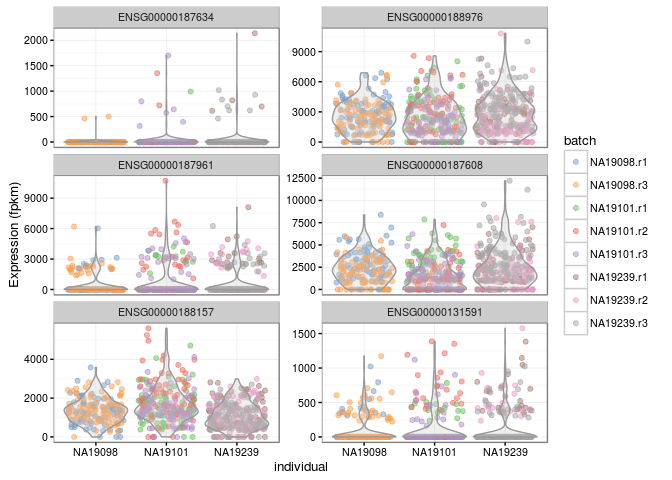 ENSG00000187634
ENSG00000188976
2000
1500
1000
500
0
9000
6000
3000
0
ENSG00000187961
ENSG00000187608
9000
6000
3000
0
12500
10000
7500
5000
2500
0
ENSG00000188157
ENSG00000131591
4000
2000
0
1500
1000
500
0
NA19098 NA19101 NA19239
NA19098 NA19101 NA19239
individual
Expression (fpkm)
batch
NA19098.r1
NA19098.r3
NA19101.r1
NA19101.r2
NA19101.r3
NA19239.r1
NA19239.r2
NA19239.r3